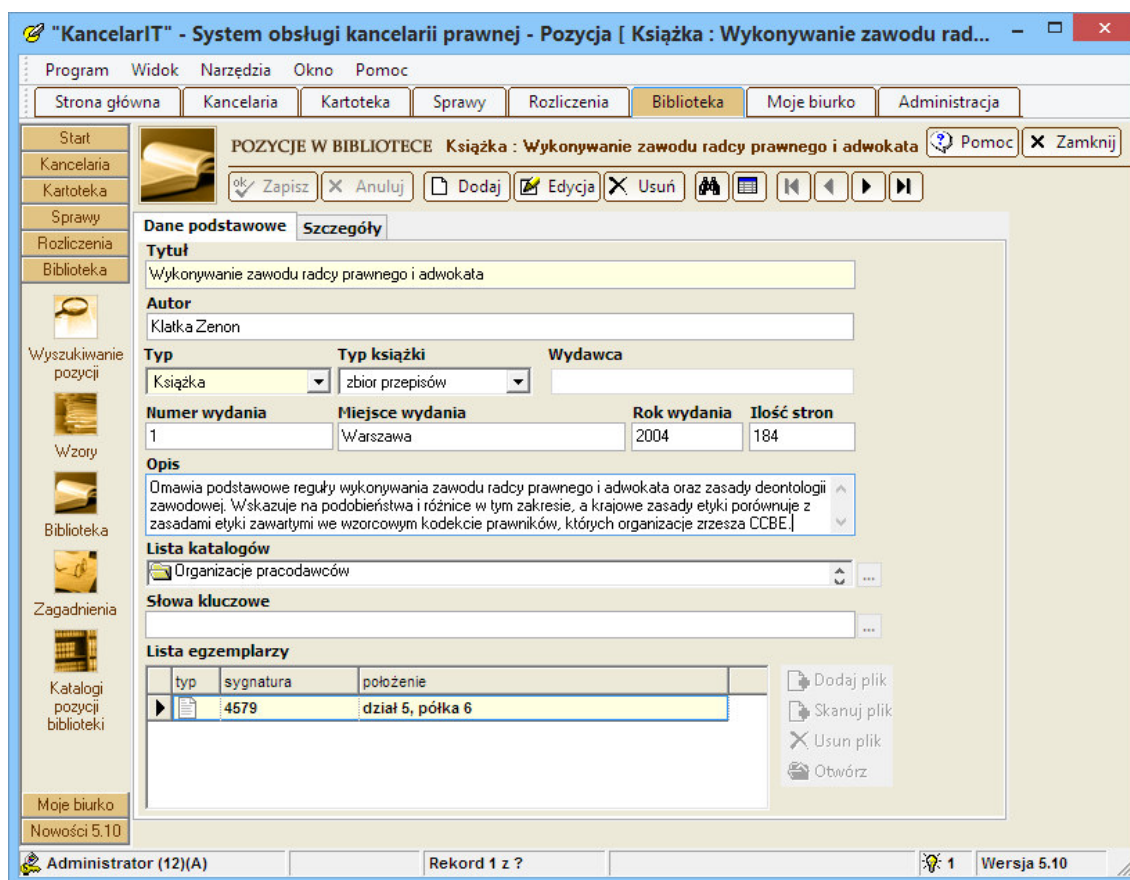 "KancelarIT" - System obsługi kancelarii prawnej - Pozycja [ Książka : Wykonywanie zawodu rad...
Program Widok Narzędzia Okno Pomoc
Strona główna Kancelaria Kartoteka Sprawy Rozliczenia Biblioteka Moje biurko Administracja
Start
Kancelaria
Kartoteka
Sprawy
Rozliczenia
Biblioteka
Wyszukiwanie
pozycji
Wzory
Biblioteka
Zagadnienia
Katalogi
pozycji
biblioteki
Moje biurko
Nowości 5.10
POZYCJE W BIBLIOTECE Książka : Wykonywanie zawodu radcy prawnego i adwokata Pomoc Zamknij
ok Zapisz Anuluj Dodaj Edycja Usuń
Dane podstawowe Szczegóły
Tytuł
Wykonywanie zawodu radcy prawnego i adwokata
Autor
Klatka Zenon
Typ Typ książki Wydawca
Książka zbior przepisów
Numer wydania Miejsce wydania Rok wydania Ilość stron
1 Warszawa 2004 184
Opis
Omawia podstawowe reguły wykonywania zawodu radcy prawnego i adwokata oraz zasady deontologii
zawodowej. Wskazuje na podobieństwa i różnice w tym zakresie, a krajowe zasady etyki porównuje z
zasadami etyki zawartymi we wzorcowym kodekcie prawników, których organizacje zrzesza CCBE.
Lista katalogów
Organizacje pracodawców ...
Słowa kluczowe
...
Lista egzemplarzy
typ sygnatura położenie
4579 dział 5, półka 6
Dodaj plik
Skanuj plik
Usun plik
Otwórz
Administrator (12)(A) Rekord 1 z ? 1 Wersja 5.10